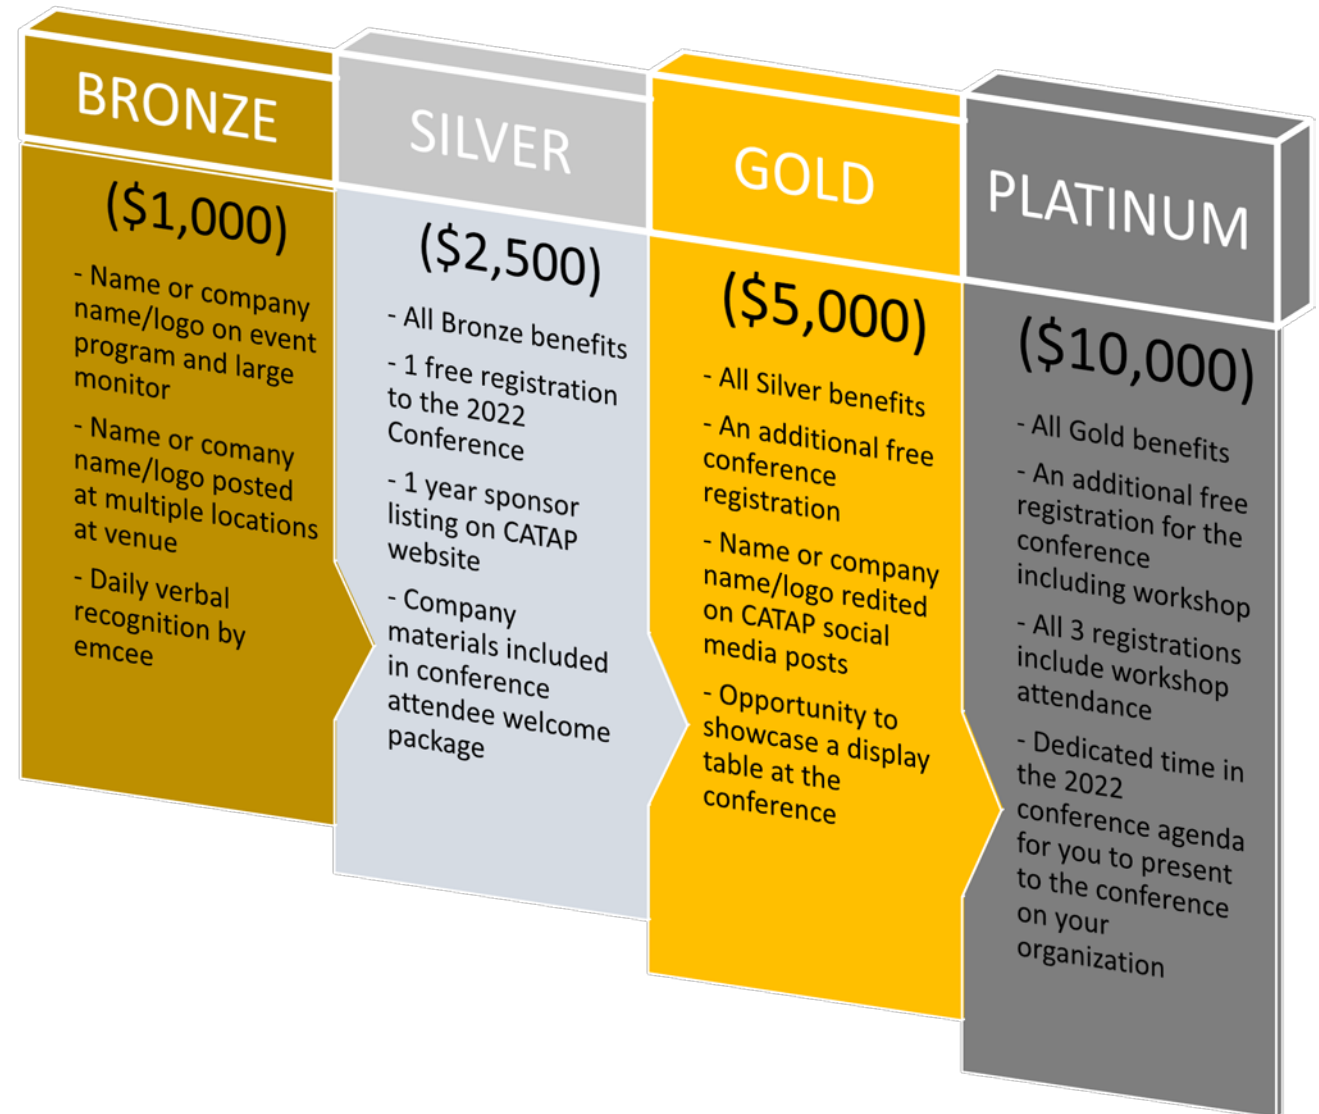 BRONZE
($1,000)
- Name or company
name/logo on event
program and large
monitor
- Name or comany
name/logo posted
at multiple locations
at venue
- Daily verbal
recognition by
emcee
SILVER
($2,500)
- All Bronze benefits
- 1 free registration
to the 2022
Conference
- 1 year sponsor
listing on CATAP
website
- Company
materials included
in conference
attendee welcome
package
GOLD
($5,000)
- All Silver benefits
- An additional free
conference
registration
- Name or company
name/logo redited
on CATAP social
media posts
- Opportunity to
showcase a display
table at the
conference
PLATINUM
($10,000)
- All Gold benefits
- An additional free
registration for the
conference
including workshop
- All 3 registrations
include workshop
attendance
- Dedicated time in
the 2022
conference agenda
for you to present
to the conference
on your
organization